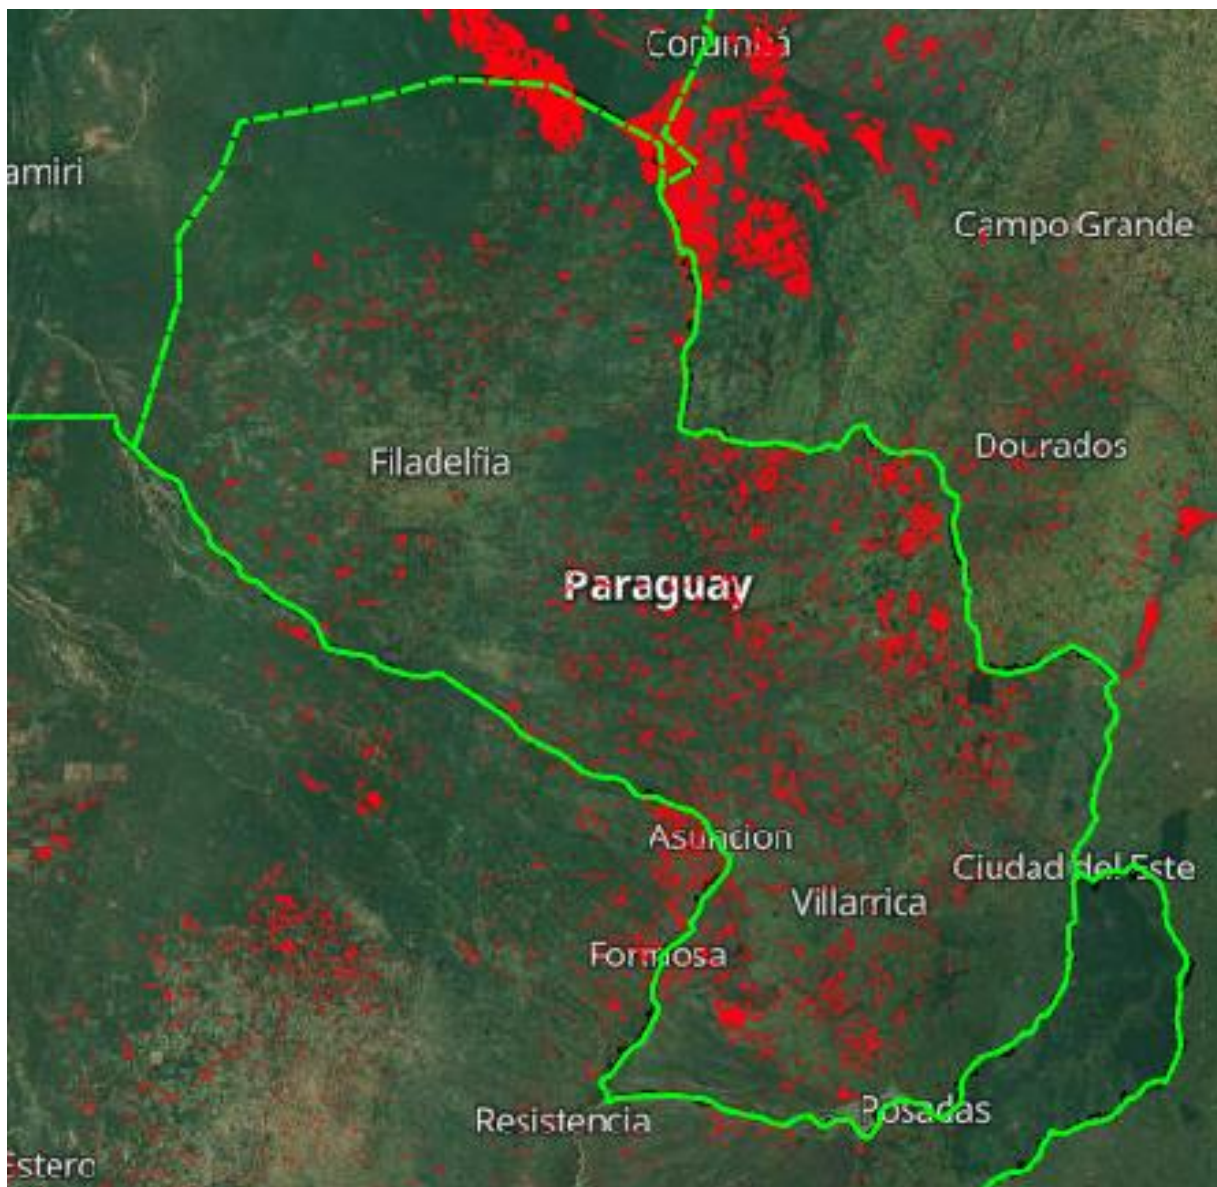 Corumbá
amiri
Campo Grande
Dourados
Filadelfia
Paraguay
Asuncion
Ciudad del Este
Villarrica
Formosa
Posadas
Resistencia
Estero